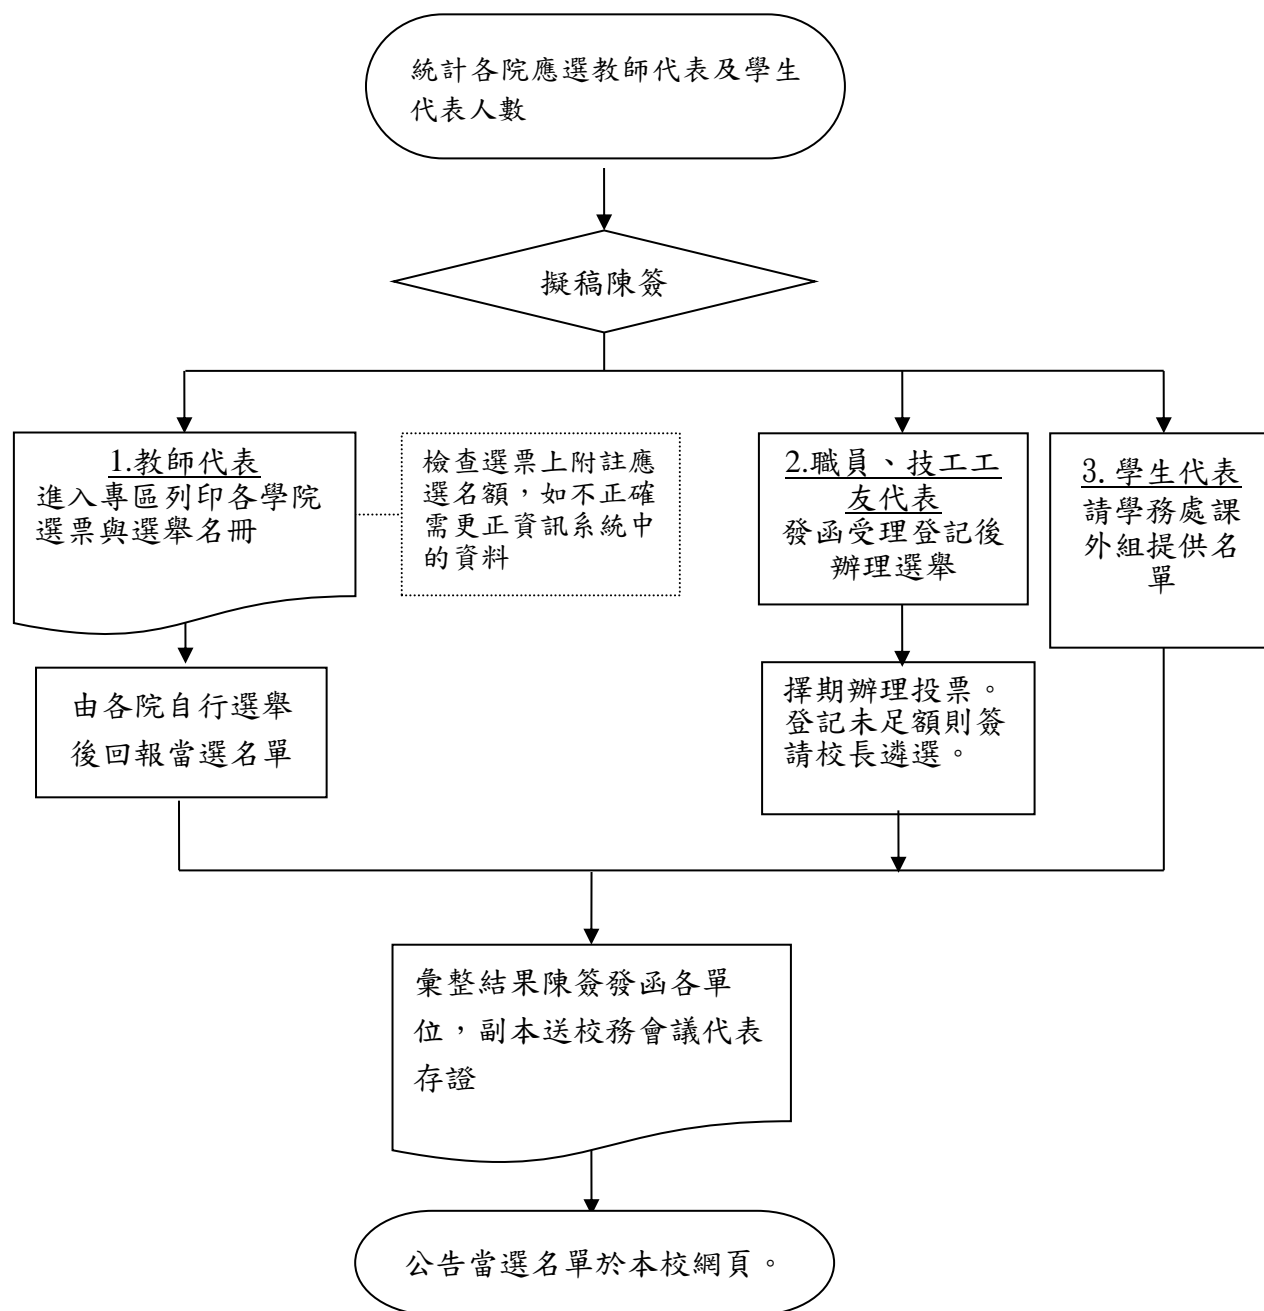 統計各院應選教師代表及學生
代表人數
擬稿陳簽
1.教師代表
進入專區列印各學院
選票與選舉名冊
檢查選票上附註應
選名額，如不正確
需更正資訊系統中
的資料
2.職員、技工工
友代表
發函受理登記後
辦理選舉
3. 學生代表
請學務處課
外組提供名
單
由各院自行選舉
後回報當選名單
擇期辦理投票。
登記未足額則簽
請校長遴選。
彙整結果陳簽發函各單
位，副本送校務會議代表
存證
公告當選名單於本校網頁。